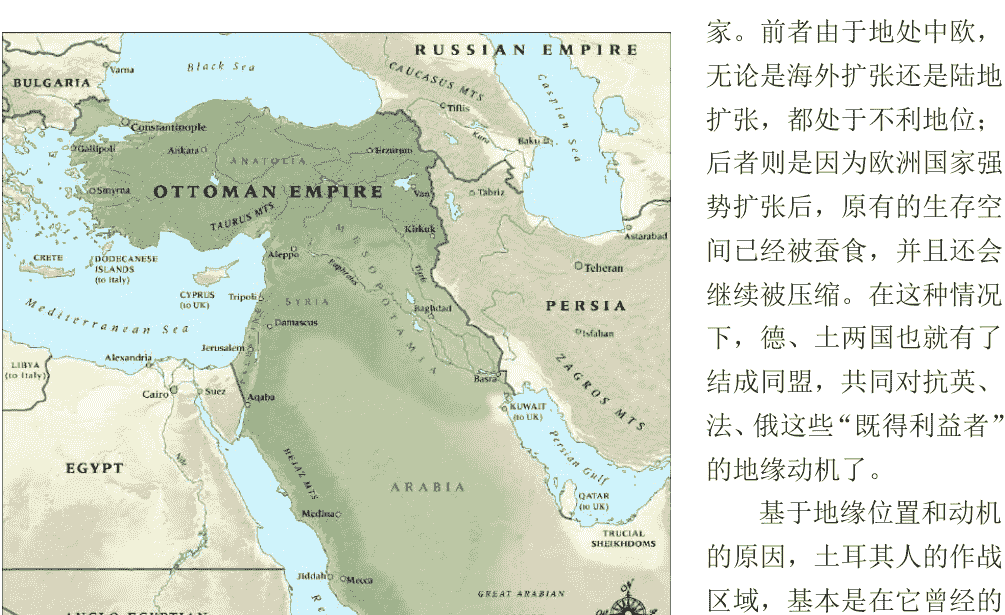 RUSSIAN EMPIRE
Black Sea
Varna
BULGARIA
CAUCASUS MTS
Caspian Sea
Tiflis
Kura
Baku
Constantinople
Gallipoli
Ankara
ANATOLIA
Erzurum
Smyrna
OTTOMAN EMPIRE
Van
Tabriz
TAURUS MTS
Kirkuk
Astarabad
CRETE
DODECANESE
ISLANDS
(to Italy)
Aleppo
MESOPOTAMIA
Euphrates
Tigris
Teheran
CYPRUS
(to UK)
Tripoli
SYRIA
Baghdad
PERSIA
Mediterranean Sea
Damascus
Isfahan
Alexandria
Jerusalem
LIBYA
(to Italy)
Cairo
Suez
Aqaba
Basra
ZAGROS MTS
KUWAIT
(to UK)
Persian Gulf
EGYPT
Nile
HEJAZ MTS
ARABIA
QATAR
(to UK)
Medina
TRUCIAL
SHEIKHDOMS
Jiddah
Mecca
GREAT ARABIAN
ANGLO-EGYPTIAN
Re
家。前者由于地处中欧，
无论是海外扩张还是陆地
扩张，都处于不利地位；
后者则是因为欧洲国家强
势扩张后，原有的生存空
间已经被蚕食，并且还会
继续被压缩。在这种情况
下，德、土两国也就有了
结成同盟，共同对抗英、
法、俄这些“既得利益者”
的地缘动机了。
基于地缘位置和动机
的原因，土耳其人的作战
区域，基本是在它曾经的